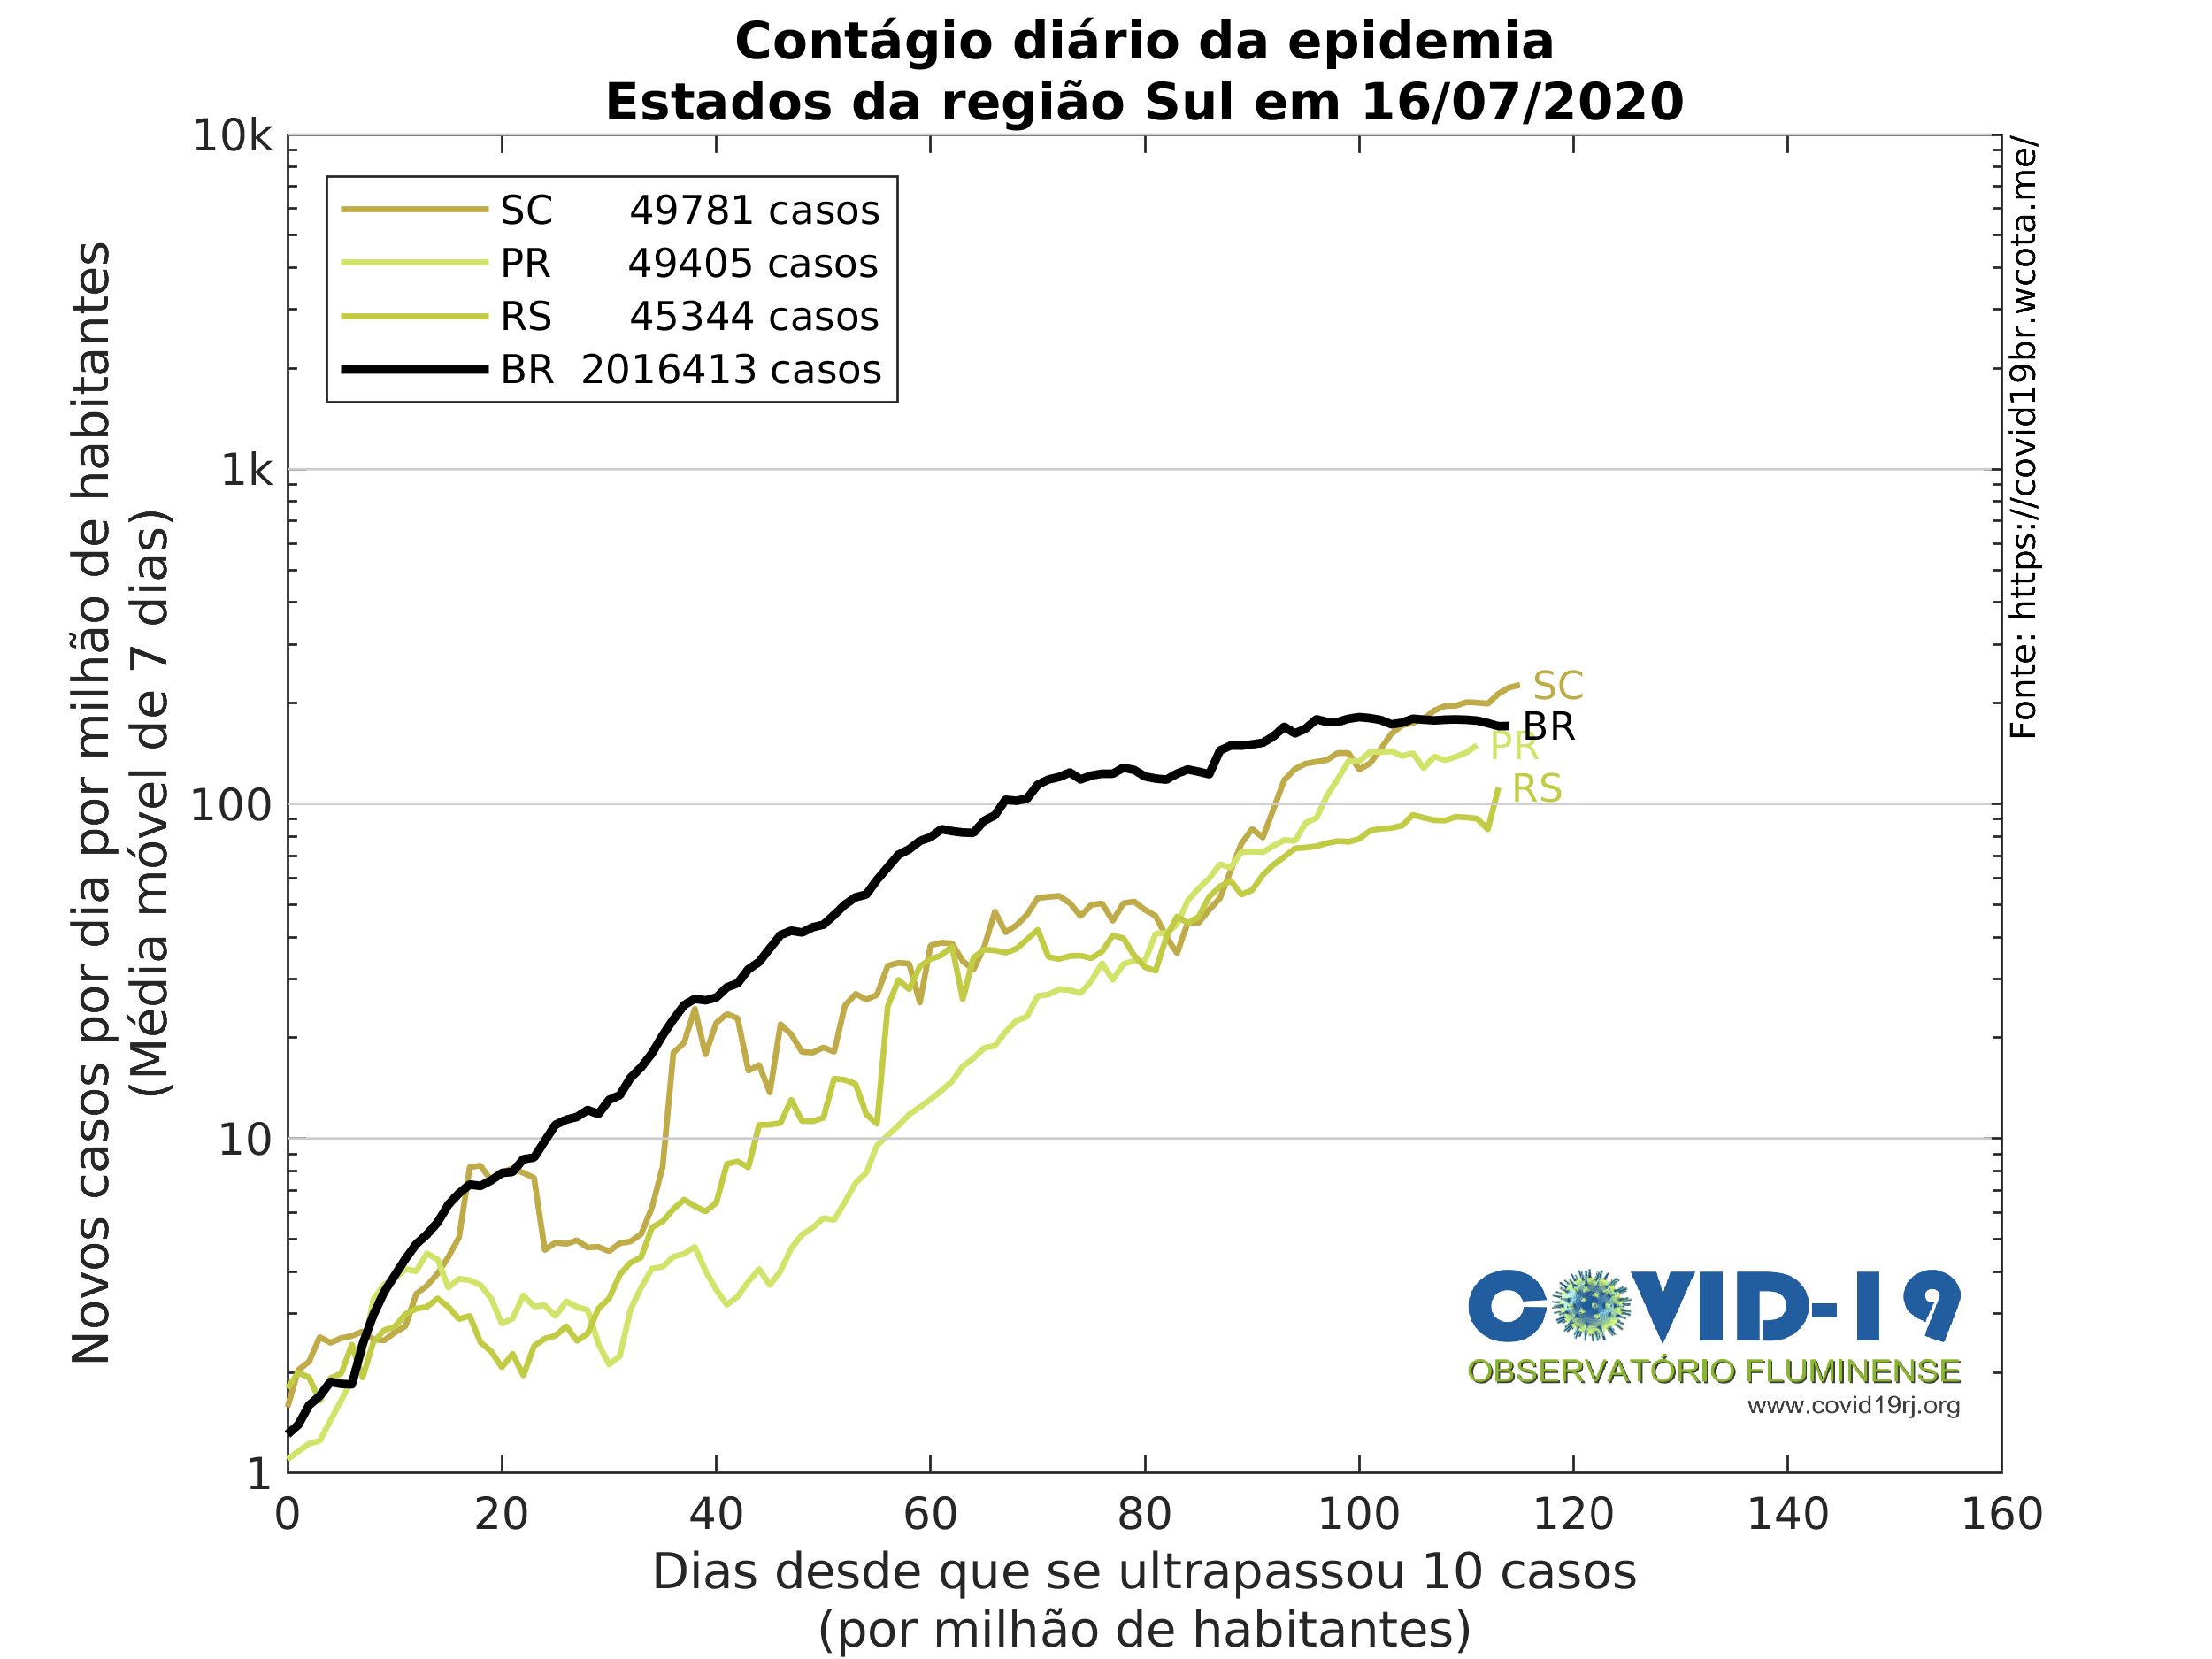 Contágio diário da epidemia
Estados da região Sul em 16/07/2020
Novos casos por dia por milhão de habitantes
(Média móvel de 7 dias)
10k
1k
100
10
1
SC 49781 casos
PR 49405 casos
RS 45344 casos
BR 2016413 casos
SC
BR
PR
RS
Fonte: https://covid19br.wcota.me/
COVID-19
OBSERVATÓRIO FLUMINENSE
www.covid19rj.org
0 20 40 60 80 100 120 140 160
Dias desde que se ultrapassou 10 casos
(por milhão de habitantes)